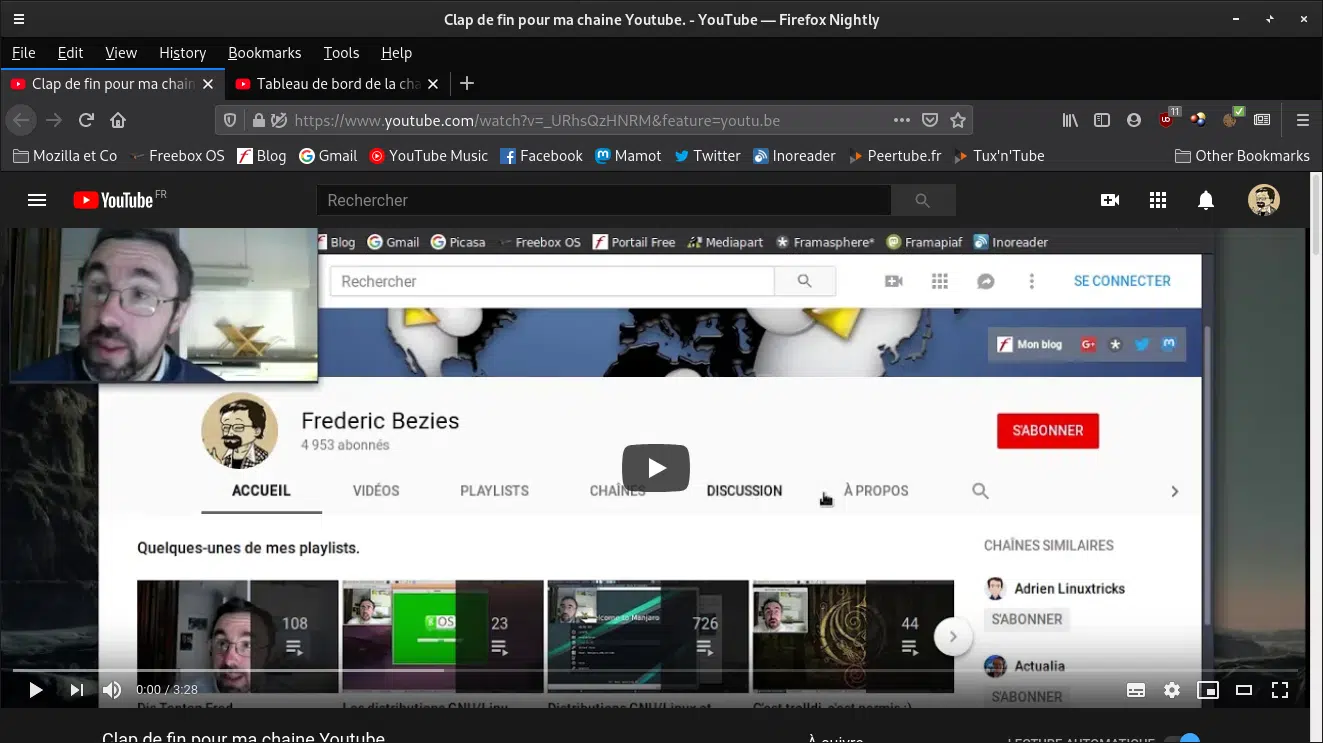 Clap de fin pour ma chaine Youtube. - YouTube — Firefox Nightly
File Edit View History Bookmarks Tools Help
Clap de fin pour ma chain Tableau de bord de la cha
https://www.youtube.com/watch?v=_URhsQzHNRM&feature=youtu.be 11
Mozilla et Co Freebox OS Blog Gmail YouTube Music Facebook Mamot Twitter Inoreader Peertube.fr Tux'n'Tube Other Bookmarks
YouTube FR Rechercher
Blog Gmail Picasa Freebox OS Portail Free Mediapart Framasphere* Framapiaf Inoreader
Rechercher SE CONNECTER
Mon blog G+
Frederic Bezies
4 953 abonnés S'ABONNER
ACCUEIL VIDÉOS PLAYLISTS CHAÎNES DISCUSSION À PROPOS
Quelques-unes de mes playlists. CHAÎNES SIMILAIRES
Adrien Linuxtricks
S'ABONNER
108 OS 23 726 44
Actualia
S'ABONNER
0:00 / 3:28
Clap de fin pour ma chaine Youtube. À suivre LECTURE AUTOMATIQUE